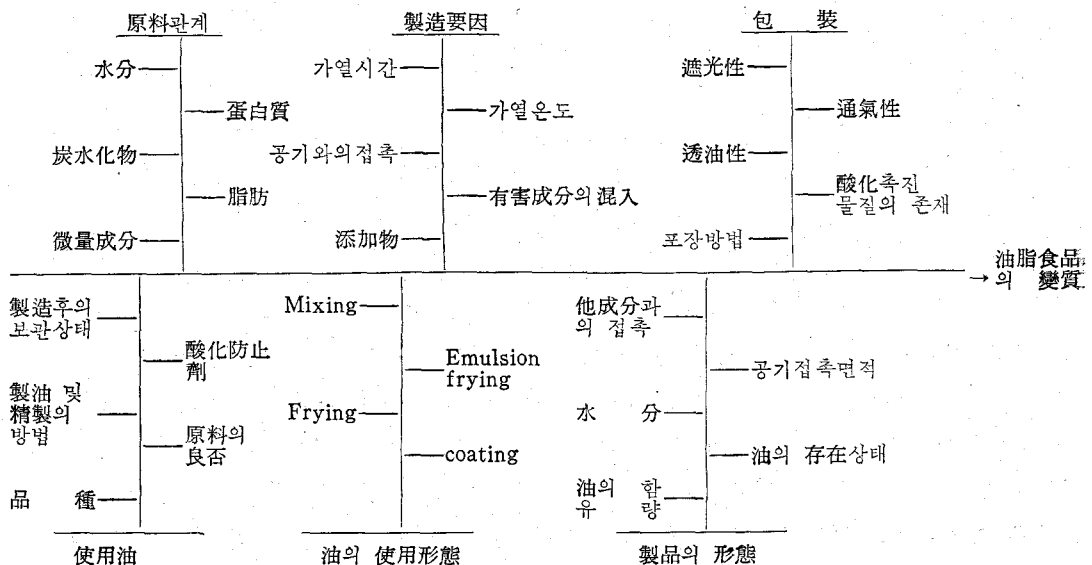 原料관계
水分
蛋白質
炭水化物
脂肪
微量成分
製造要因
가열시간
가열온도
공기와의접촉
有害成分의 混入
添加物
包 裝
遮光性
通氣性
透油性
酸化촉진
물질의 존재
포장방법
→ 油脂食品
의 變質
製造후의
보관상태
酸化防止
劑
製油 및
精製의
방법
原料의
良否
品 種
使用油
Mixing
Emulsion
frying
Frying
coating
油의 使用形態
他成分과
의 접촉
공기접촉면적
水 分
油의 存在상태
油의 함
유 량
製品의 形態